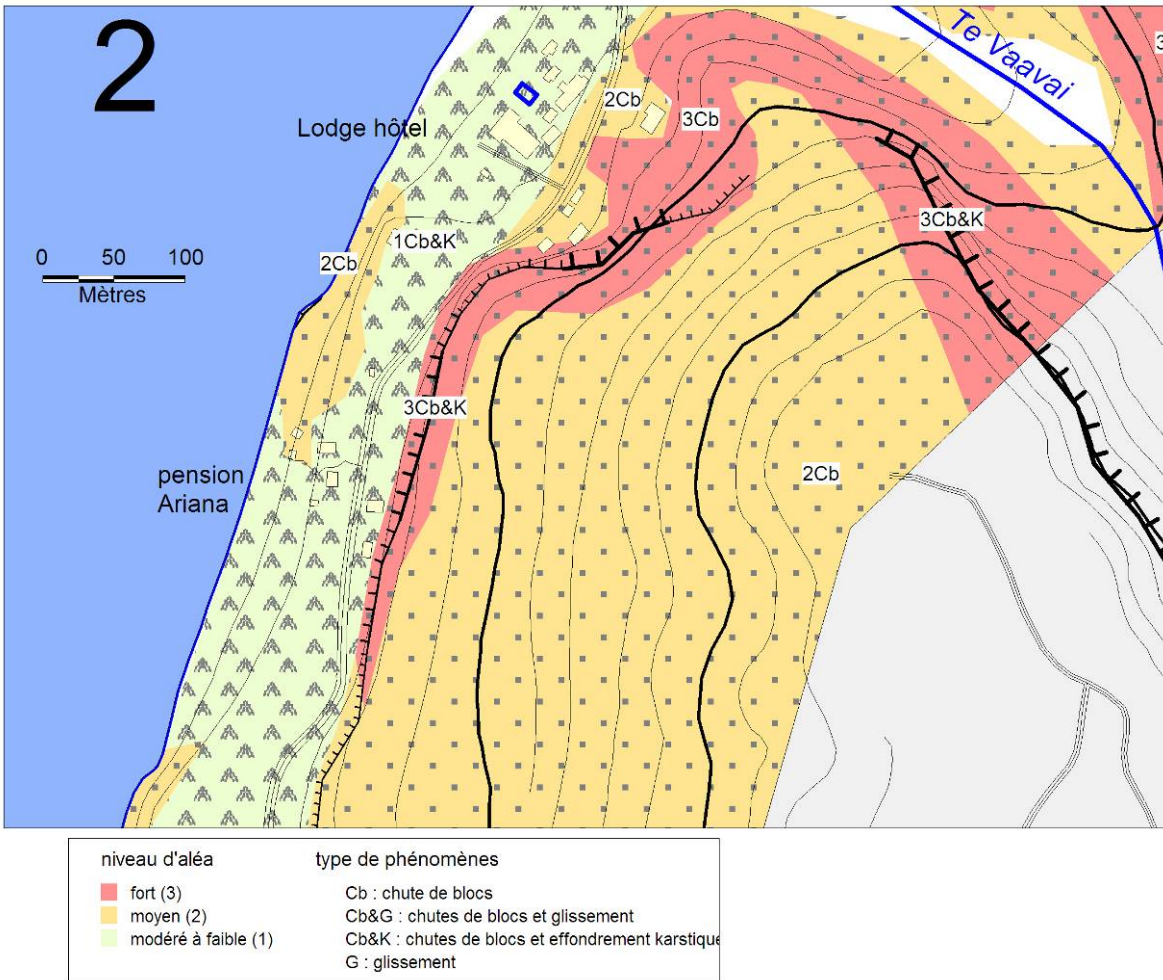 2
Te Vaavai
3
2Cb
3Cb
Lodge hôtel
3Cb&K
1Cb&K
2Cb
0 50 100
Mètres
3Cb&K
2Cb
pension
Ariana
niveau d'aléa
fort (3)
moyen (2)
modéré à faible (1)
type de phénomènes
Cb : chute de blocs
Cb&G : chutes de blocs et glissement
Cb&K : chutes de blocs et effondrement karstique
G : glissement